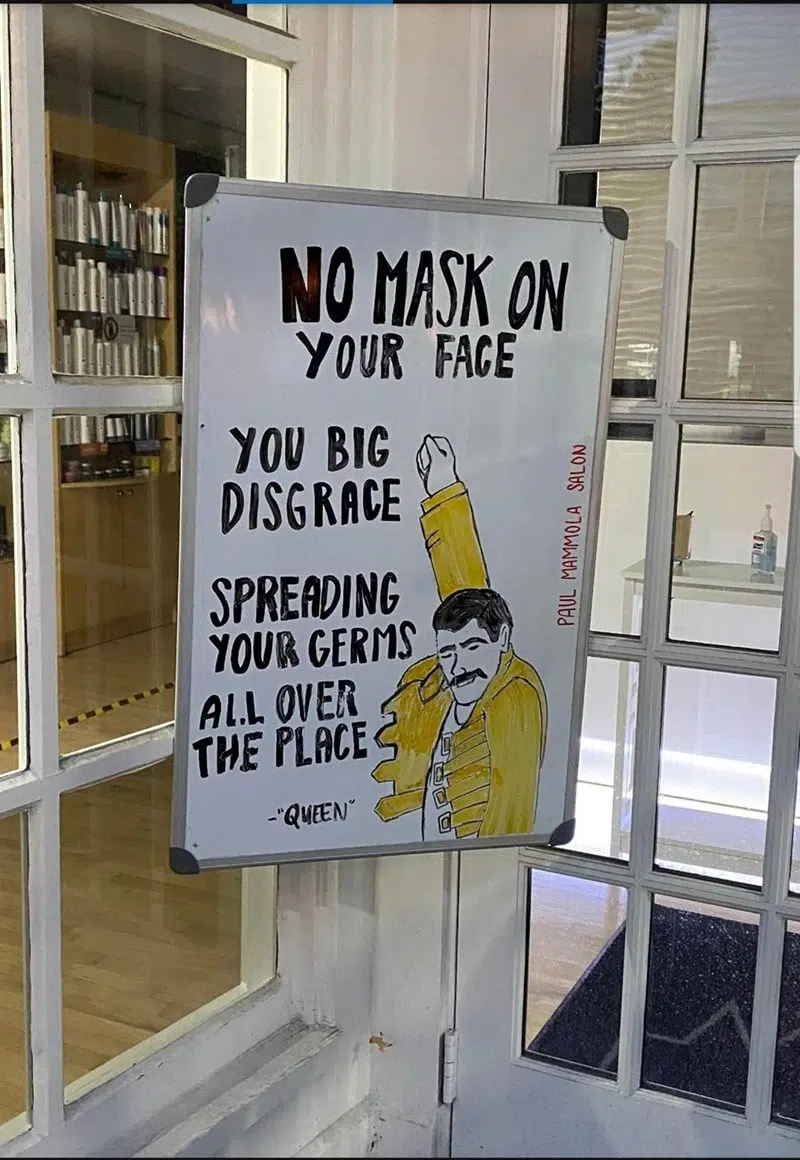 NO MASK ON
YOUR FACE
YOU BIG
DISGRACE
SPREADING
YOUR GERMS
ALL OVER
THE PLACE
-"QUEEN"
PAUL MAMMOLA SALON